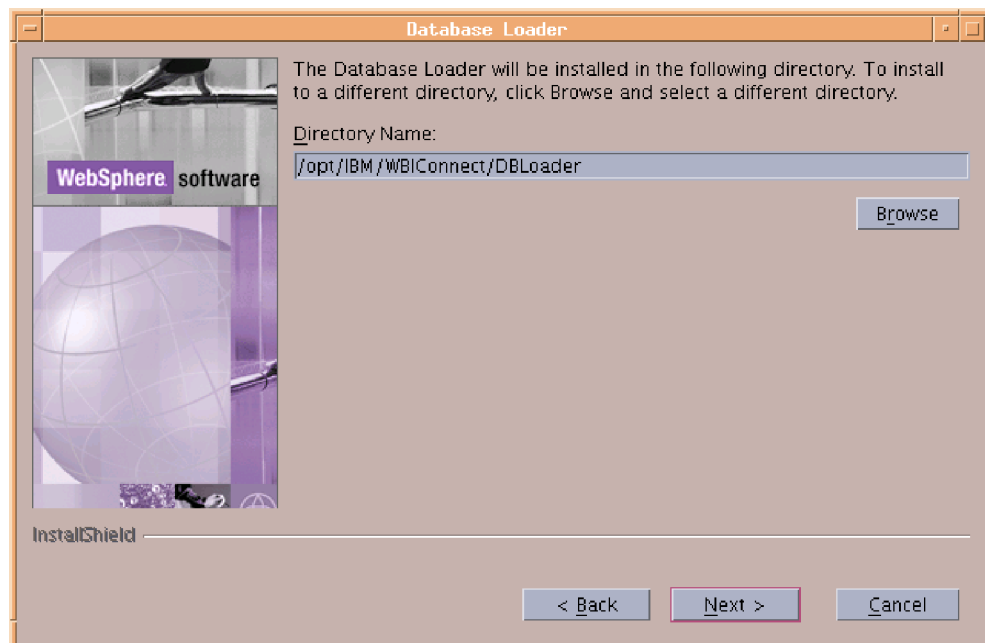 Database Loader
The Database Loader will be installed in the following directory. To install
to a different directory, click Browse and select a different directory.
Directory Name:
/opt/IBM/WBIConnect/DBLoader
WebSphere software
Browse
InstallShield
< Back
Next >
Cancel